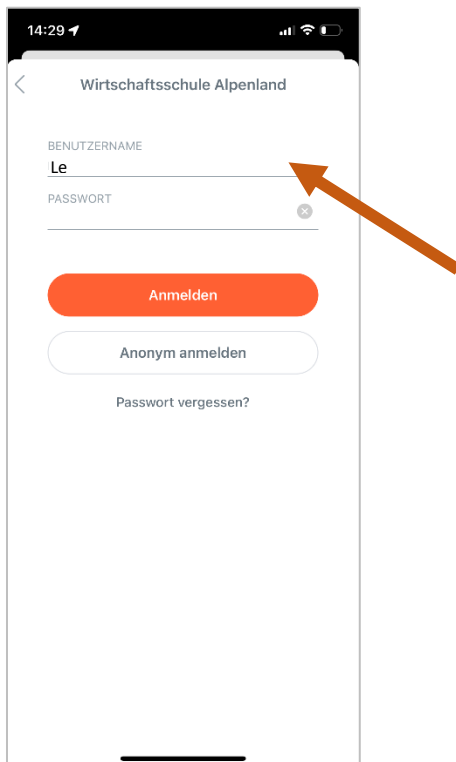 14:29
Wirtschaftsschule Alpenland
BENUTZERNAME
Le
PASSWORT
Anmelden
Anonym anmelden
Passwort vergessen?